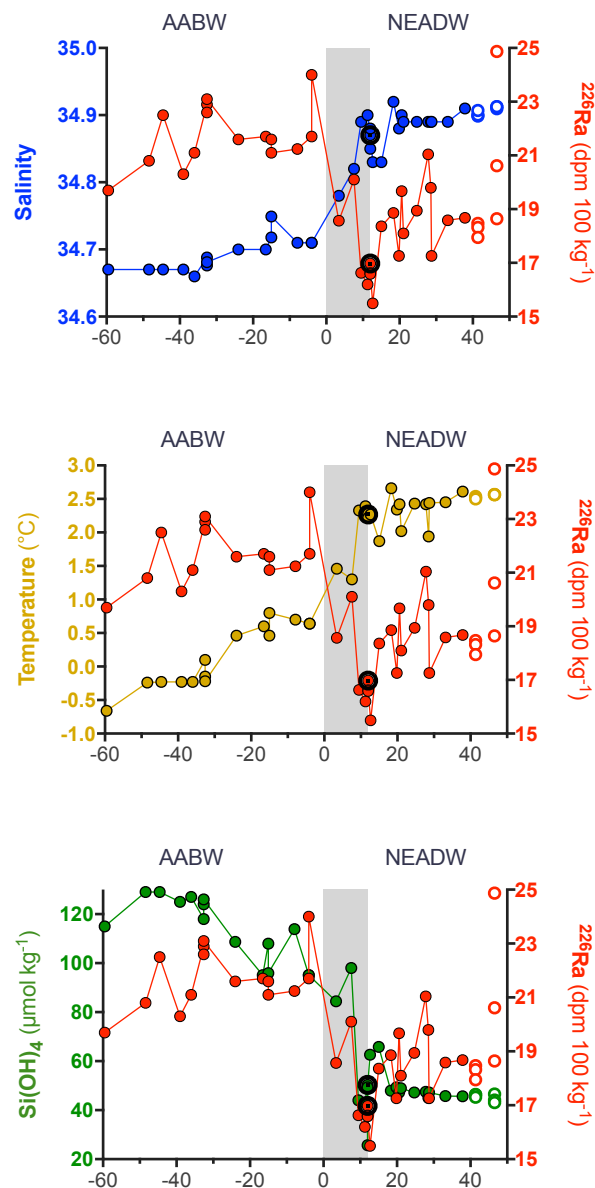 AABW NEADW
35.0 25
34.9 23
34.8 21
19
34.7 17
34.6 15
Salinity
²²⁶Ra (dpm 100 kg⁻¹)
-60 -40 -20 0 20 40
AABW NEADW
3.0 25
2.5 23
2.0
1.5 21
1.0
0.5 19
0.0 17
-0.5
-1.0 15
Temperature (°C)
²²⁶Ra (dpm 100 kg⁻¹)
-60 -40 -20 0 20 40
AABW NEADW
25
120 23
100
80 21
60 19
40 17
20 15
Si(OH)₄ (μmol kg⁻¹)
²²⁶Ra (dpm 100 kg⁻¹)
-60 -40 -20 0 20 40